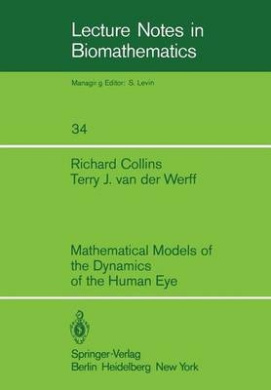 Lecture Notes in
Biomathematics
Managing Editor: S. Levin
34
Richard Collins
Terry J. van der Werff
Mathematical Models of
the Dynamics
of the Human Eye
Springer-Verlag
Berlin Heidelberg New York